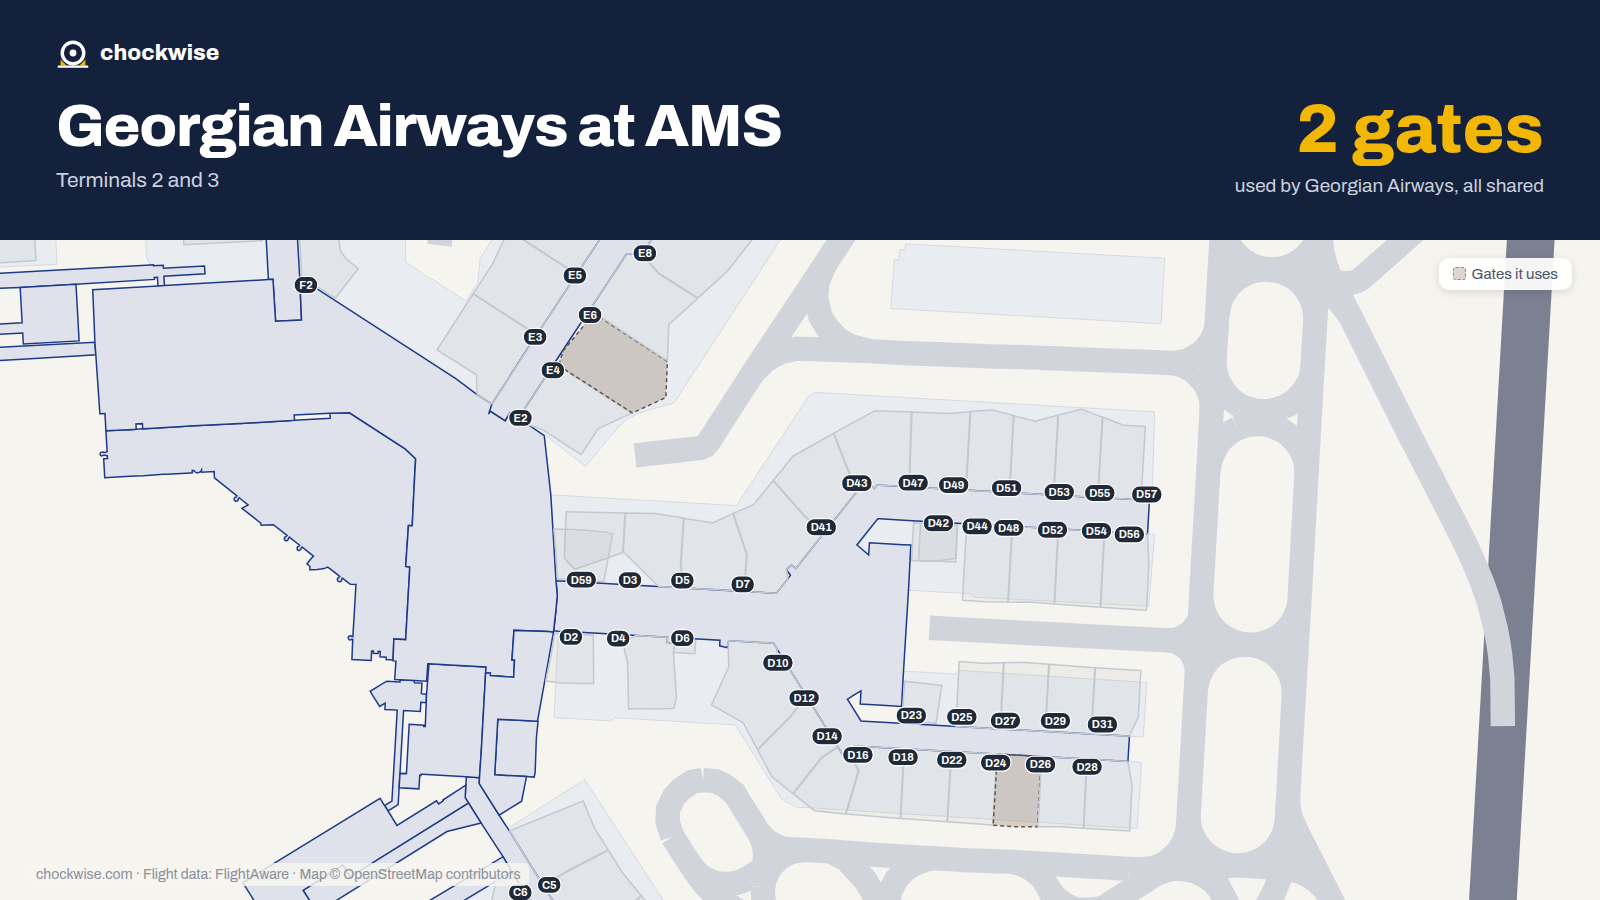 chockwise
Georgian Airways at AMS
Terminals 2 and 3
2 gates
used by Georgian Airways, all shared
Gates it uses
E8
E5
F2
E6
E3
E4
E2
D43
D47
D49
D51
D53
D55
D57
D41
D42
D44
D48
D52
D54
D56
D59
D3
D5
D7
D2
D4
D6
D10
D12
D14
D23
D25
D27
D29
D31
D16
D18
D22
D24
D26
D28
C5
C6
chockwise.com · Flight data: FlightAware · Map © OpenStreetMap contributors